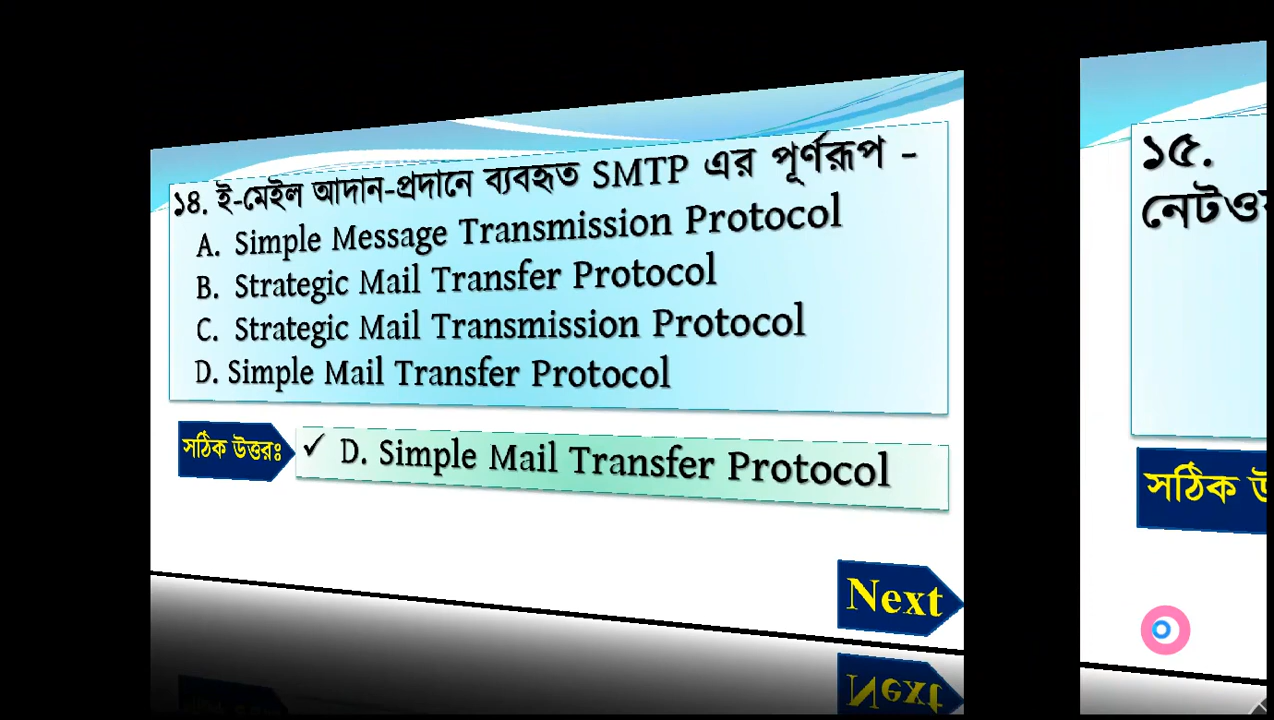 ১৪. ই-মেইল আদান-প্রদানে ব্যবহৃত SMTP এর পূর্ণরূপ –
A. Simple Message Transmission Protocol
B. Strategic Mail Transfer Protocol
C. Strategic Mail Transmission Protocol
D. Simple Mail Transfer Protocol
সঠিক উত্তরঃ
✓ D. Simple Mail Transfer Protocol
Next
১৫.
সঠিক